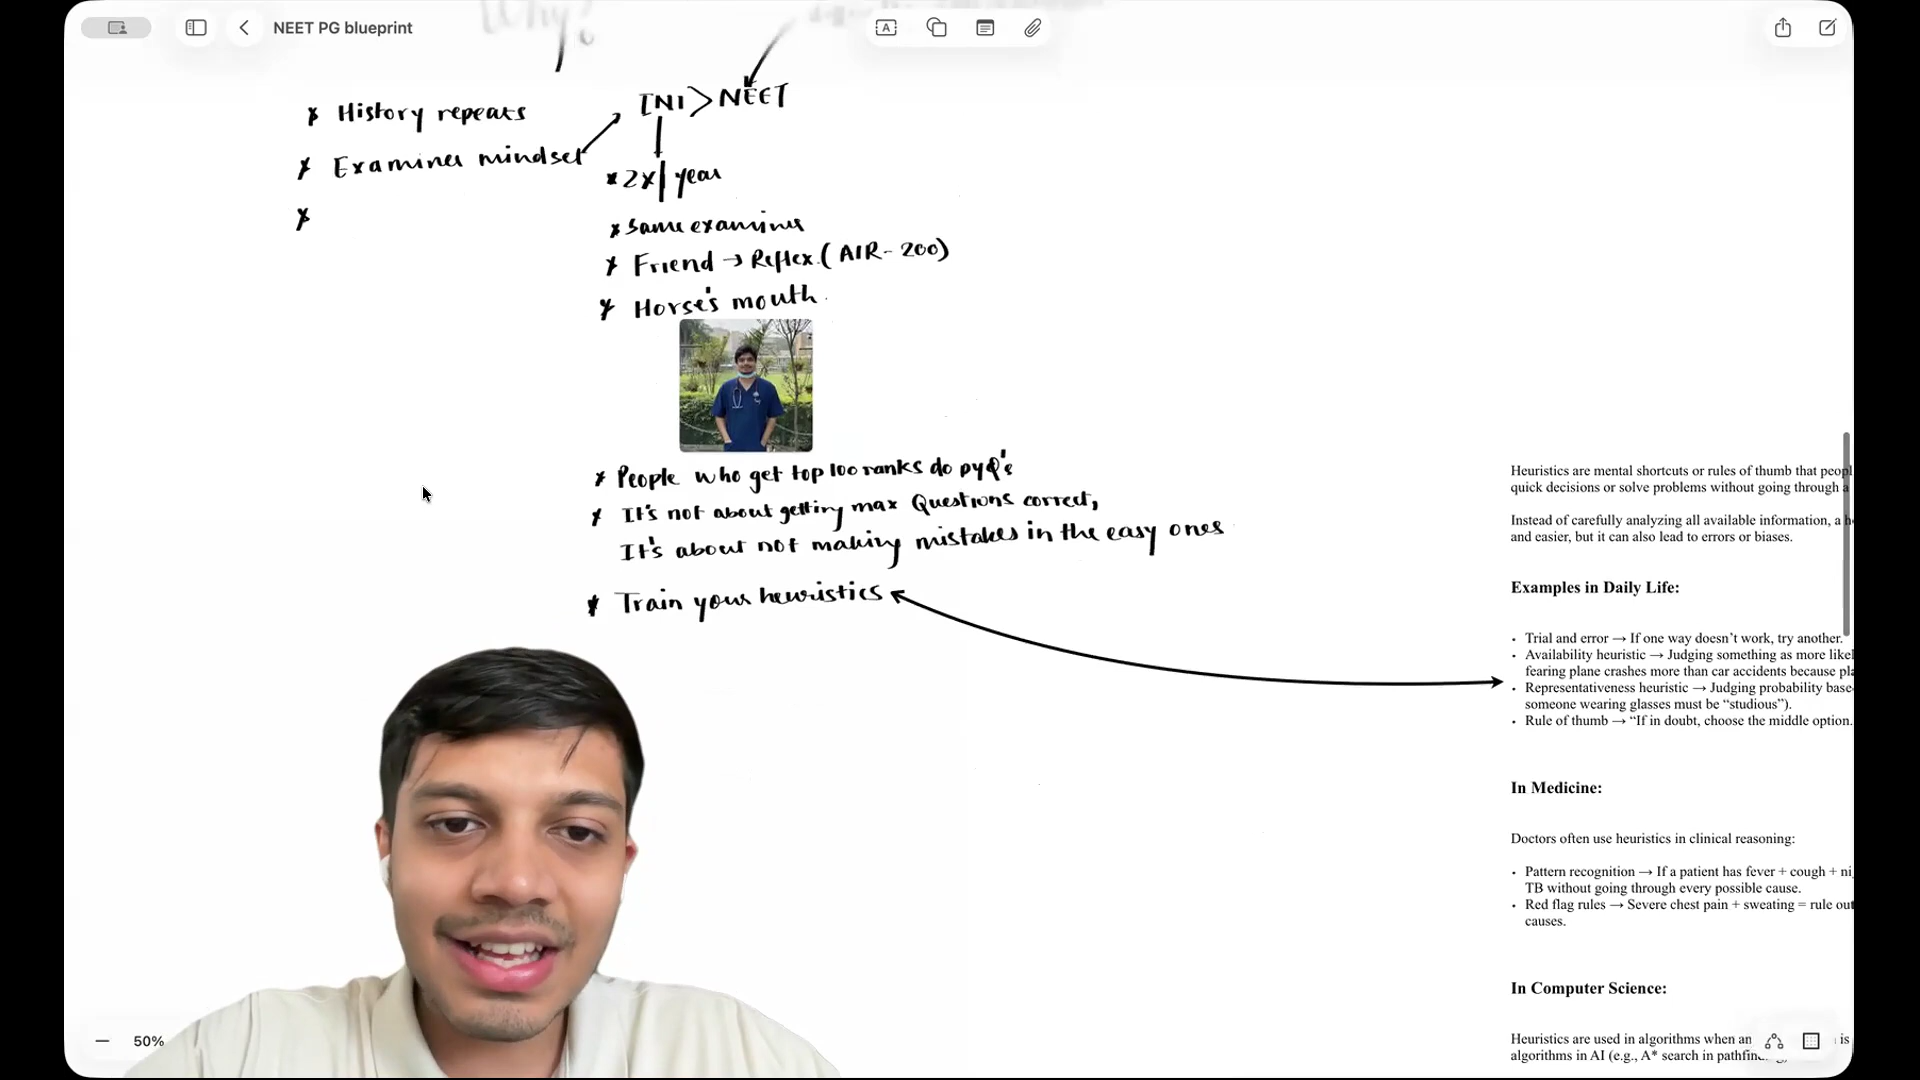 NEET PG blueprint
Why?
* History repeats
* Examiner mindset
*
INI > NEET
* 2x/year
* Same examiner
* Friend → Reflex. (AIR-200)
* Horse's mouth.
* People who get top 100 ranks do pyQ's
* It's not about getting max Questions correct,
It's about not making mistakes in the easy ones
* Train your heuristics
Heuristics are mental shortcuts or rules of thumb that peopl
quick decisions or solve problems without going through a
Instead of carefully analyzing all available information, a h
and easier, but it can also lead to errors or biases.
Examples in Daily Life:
• Trial and error → If one way doesn't work, try another.
• Availability heuristic → Judging something as more likel
fearing plane crashes more than car accidents because pla
• Representativeness heuristic → Judging probability base
someone wearing glasses must be “studious”).
• Rule of thumb → “If in doubt, choose the middle option.
In Medicine:
Doctors often use heuristics in clinical reasoning:
• Pattern recognition → If a patient has fever + cough + ni
TB without going through every possible cause.
• Red flag rules → Severe chest pain + sweating = rule out
causes.
In Computer Science:
Heuristics are used in algorithms when an is
algorithms in AI (e.g., A* search in pathfin
50%